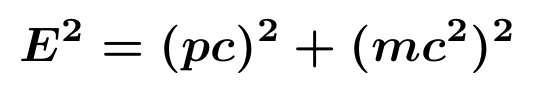 E² = (pc)² + (mc²)²